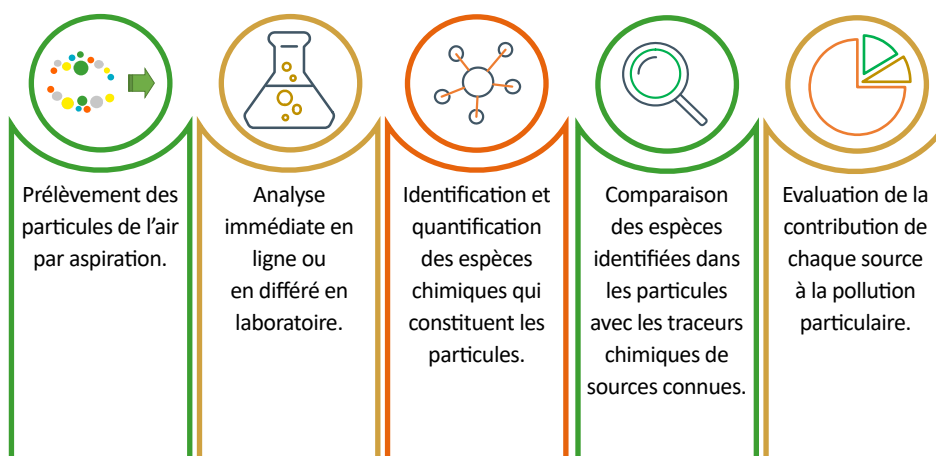 Prélèvement des
particules de l’air
par aspiration.
Analyse
immédiate en
ligne ou
en différé en
laboratoire.
Identification et
quantification
des espèces
chimiques qui
constituent les
particules.
Comparaison
des espèces
identifiées dans
les particules
avec les traceurs
chimiques de
sources connues.
Evaluation de la
contribution de
chaque source
à la pollution
particulaire.